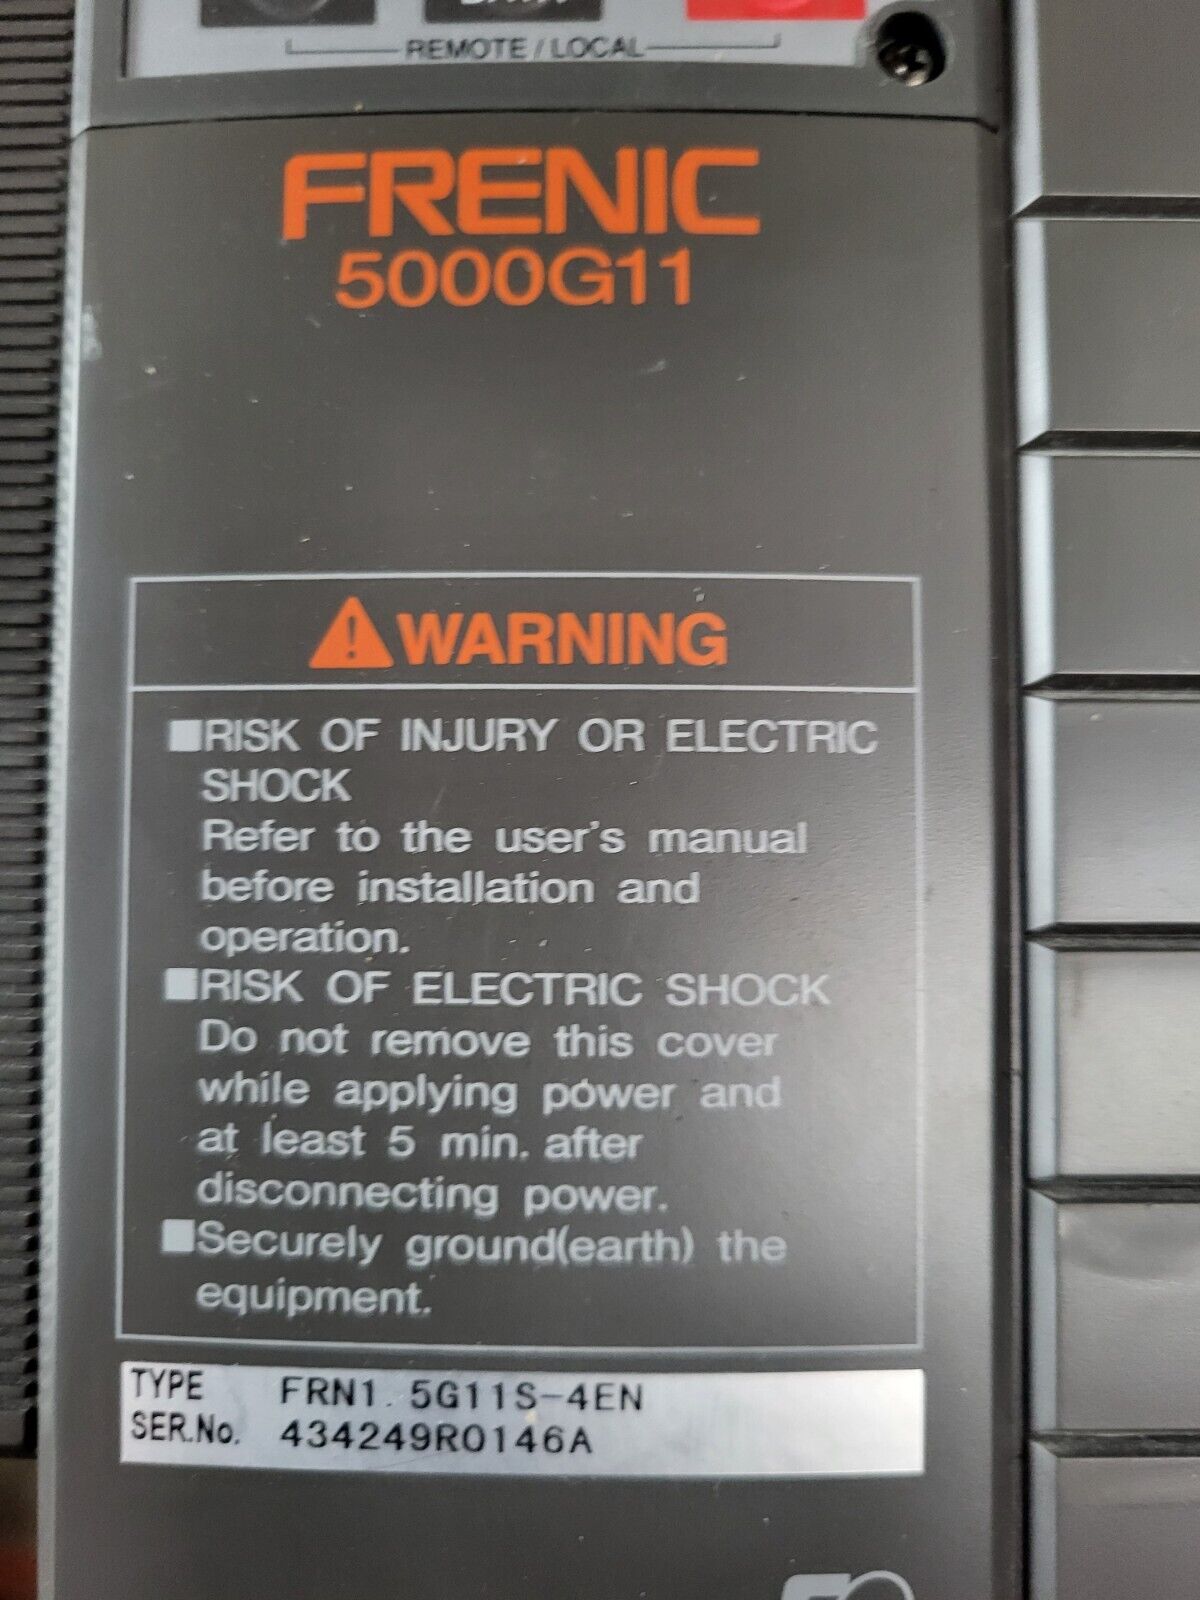 REMOTE / LOCAL
FRENIC
5000G11
WARNING
■RISK OF INJURY OR ELECTRIC
SHOCK
Refer to the user's manual
before installation and
operation.
■RISK OF ELECTRIC SHOCK
Do not remove this cover
while applying power and
at least 5 min. after
disconnecting power.
■Securely ground(earth) the
equipment.
TYPE FRN1.5G11S-4EN
SER.No. 434249R0146A